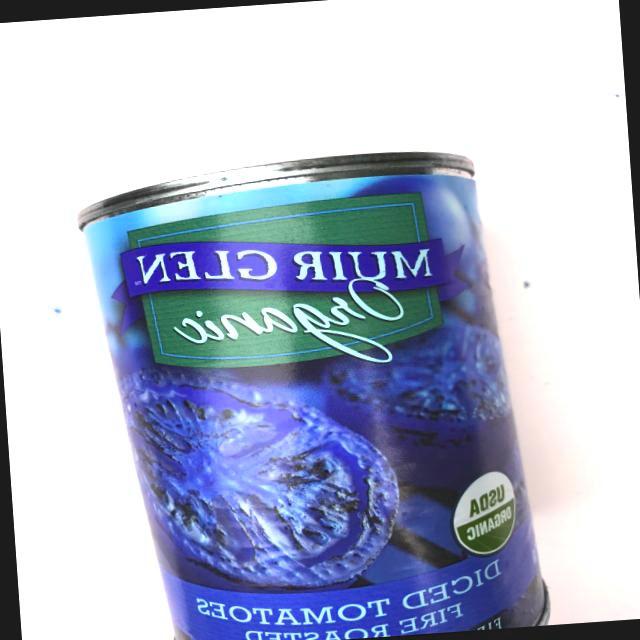 MUIR GLEN
Organic
USDA
ORGANIC
DICED TOMATOES
FIRE ROASTED